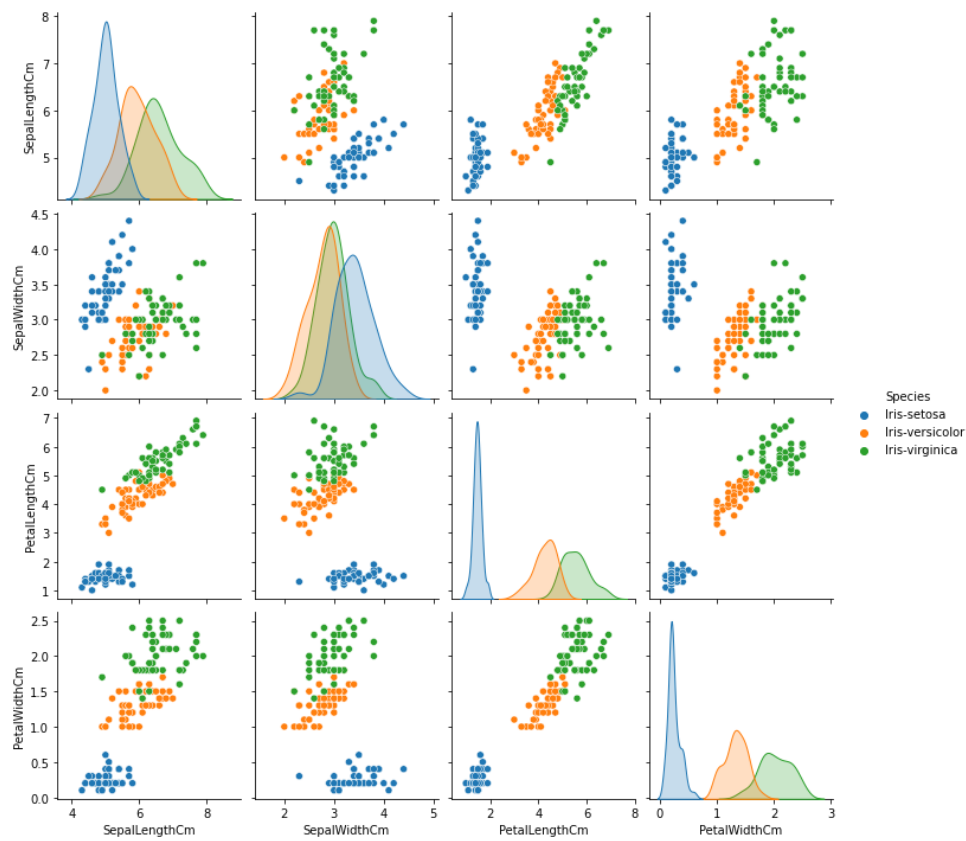 8
7
6
5
SepalLengthCm
4.5
4.0
3.5
3.0
2.5
2.0
SepalWidthCm
Species
Iris-setosa
Iris-versicolor
Iris-virginica
7
6
5
4
3
2
1
PetalLengthCm
2.5
2.0
1.5
1.0
0.5
0.0
PetalWidthCm
4 6 8 2 3 4 5 2 4 6 8 0 1 2 3
SepalLengthCm SepalWidthCm PetalLengthCm PetalWidthCm